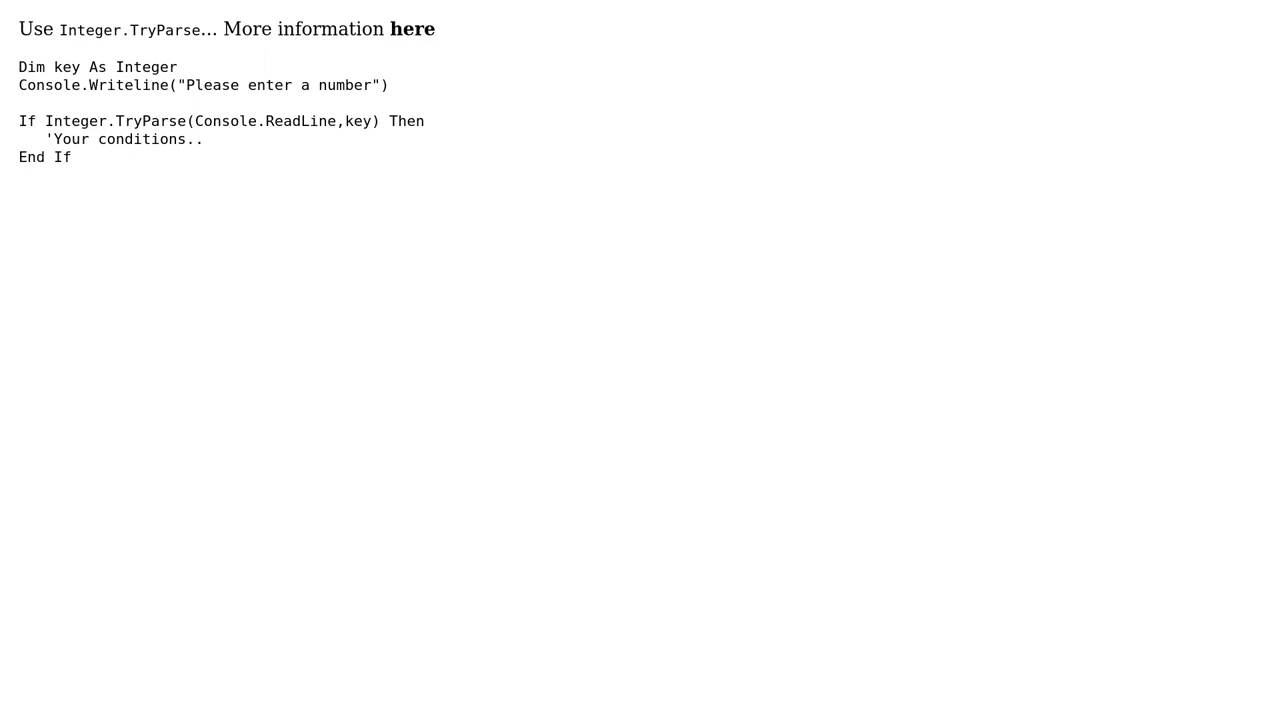 Use Integer.TryParse... More information here
Dim key As Integer
Console.Writeline("Please enter a number")
If Integer.TryParse(Console.ReadLine,key) Then
   'Your conditions..
End If